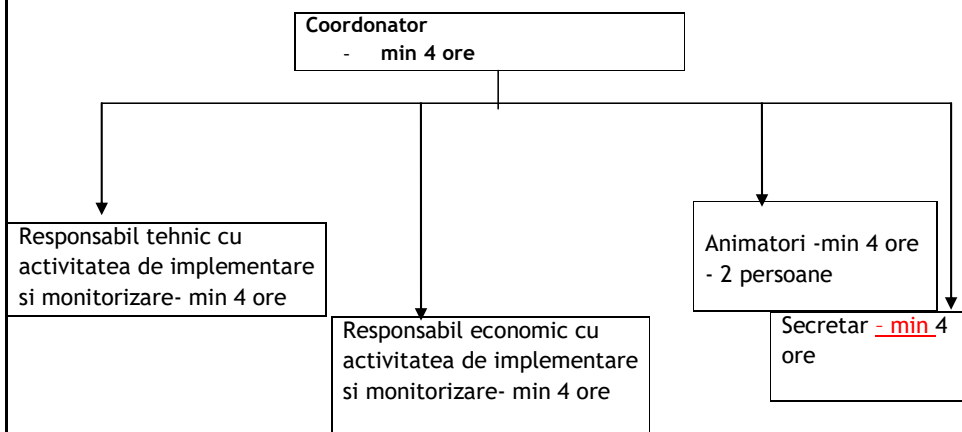 Coordonator
- min 4 ore
Responsabil tehnic cu
activitatea de implementare
si monitorizare- min 4 ore
Responsabil economic cu
activitatea de implementare
si monitorizare- min 4 ore
Animatori -min 4 ore
- 2 persoane
Secretar – min 4
ore